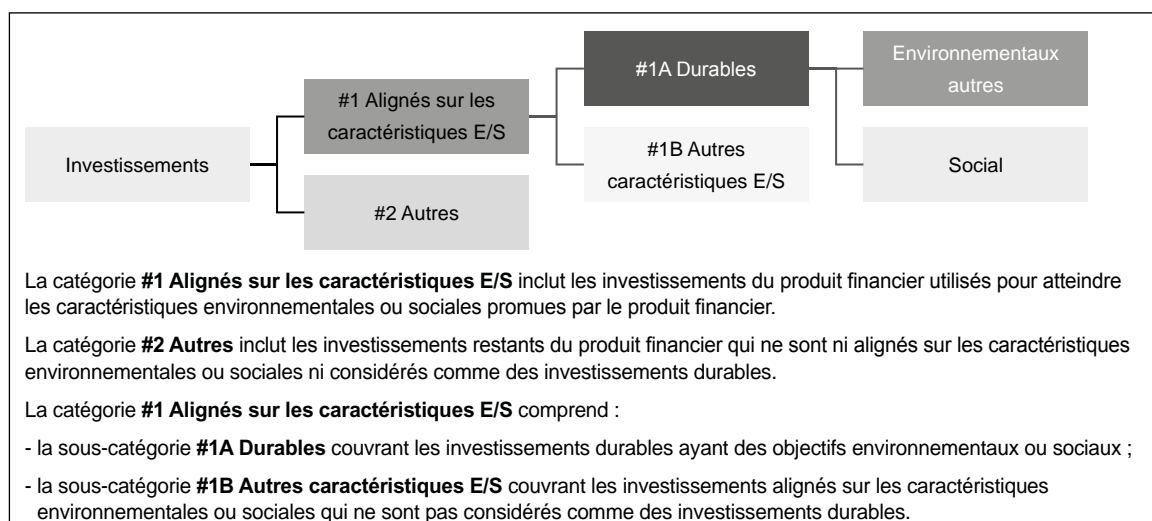 #1A Durables
Environnementaux
autres
#1 Alignés sur les
caractéristiques E/S
Investissements
#1B Autres
caractéristiques E/S
Social
#2 Autres
La catégorie #1 Alignés sur les caractéristiques E/S inclut les investissements du produit financier utilisés pour atteindre
les caractéristiques environnementales ou sociales promues par le produit financier.
La catégorie #2 Autres inclut les investissements restants du produit financier qui ne sont ni alignés sur les caractéristiques
environnementales ou sociales ni considérés comme des investissements durables.
La catégorie #1 Alignés sur les caractéristiques E/S comprend :
- la sous-catégorie #1A Durables couvrant les investissements durables ayant des objectifs environnementaux ou sociaux ;
- la sous-catégorie #1B Autres caractéristiques E/S couvrant les investissements alignés sur les caractéristiques
environnementales ou sociales qui ne sont pas considérés comme des investissements durables.